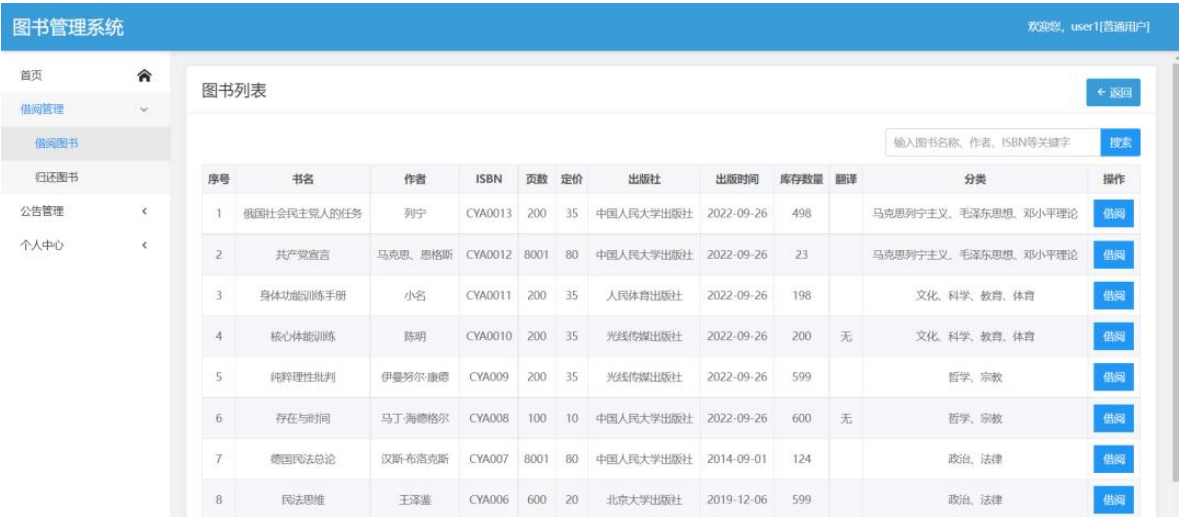 图书管理系统 欢迎您，user1[普通用户]
首页
借阅管理
借阅图书
归还图书
公告管理
个人中心
图书列表 返回
输入图书名称、作者、ISBN等关键字 搜索
序号 书名 作者 ISBN 页数 定价 出版社 出版时间 库存数量 翻译 分类 操作
1 俄国社会民主党人的任务 列宁 CYA0013 200 35 中国人民大学出版社 2022-09-26 498 马克思列宁主义、毛泽东思想、邓小平理论 借阅
2 共产党宣言 马克思、恩格斯 CYA0012 8001 80 中国人民大学出版社 2022-09-26 23 马克思列宁主义、毛泽东思想、邓小平理论 借阅
3 身体功能训练手册 小名 CYA0011 200 35 人民体育出版社 2022-09-26 198 文化、科学、教育、体育 借阅
4 核心体能训练 陈明 CYA0010 200 35 光线传媒出版社 2022-09-26 200 无 文化、科学、教育、体育 借阅
5 纯粹理性批判 伊曼努尔·康德 CYA009 200 35 光线传媒出版社 2022-09-26 599 哲学、宗教 借阅
6 存在与时间 马丁·海德格尔 CYA008 100 10 中国人民大学出版社 2022-09-26 600 无 哲学、宗教 借阅
7 德国民法总论 汉斯·布洛克斯 CYA007 8001 80 中国人民大学出版社 2014-09-01 124 政治、法律 借阅
8 民法思维 王泽鉴 CYA006 600 20 北京大学出版社 2019-12-06 599 政治、法律 借阅